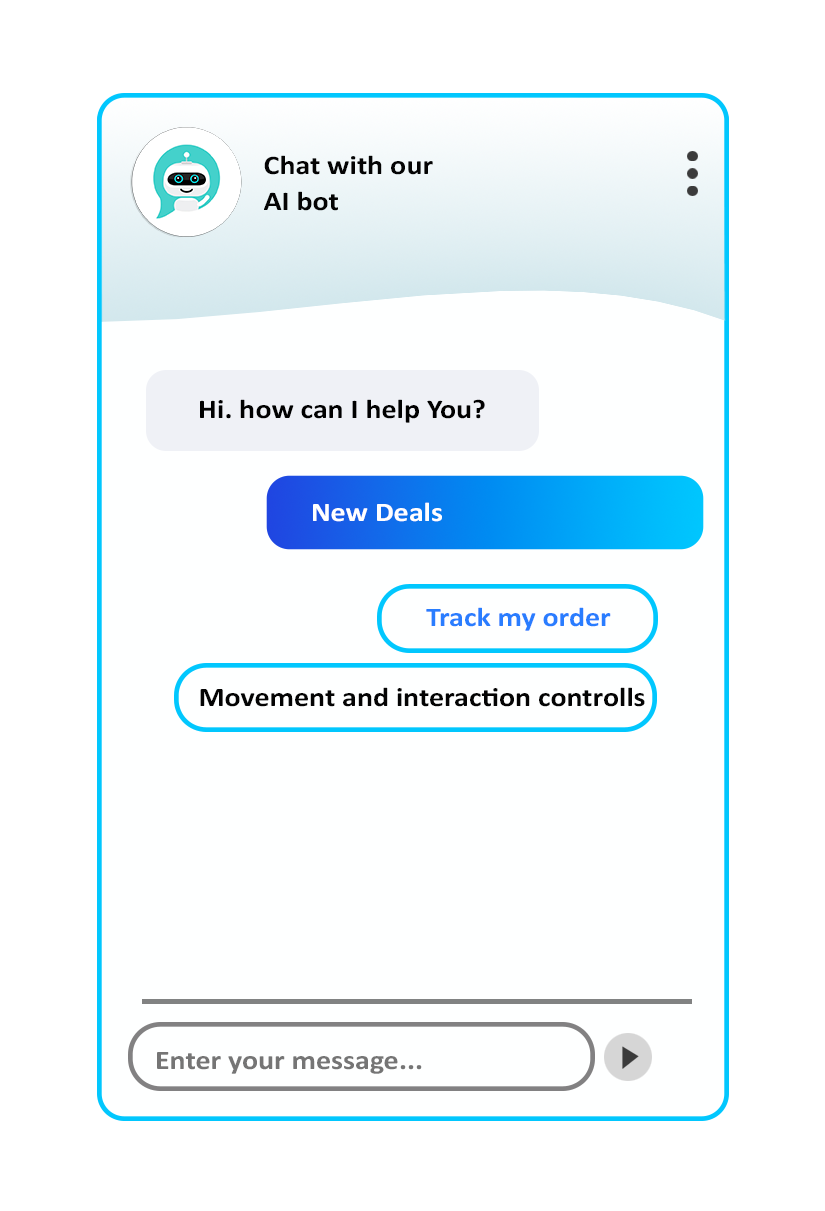 Chat with our
AI bot
Hi. how can I help You?
New Deals
Track my order
Movement and interaction controlls
Enter your message...